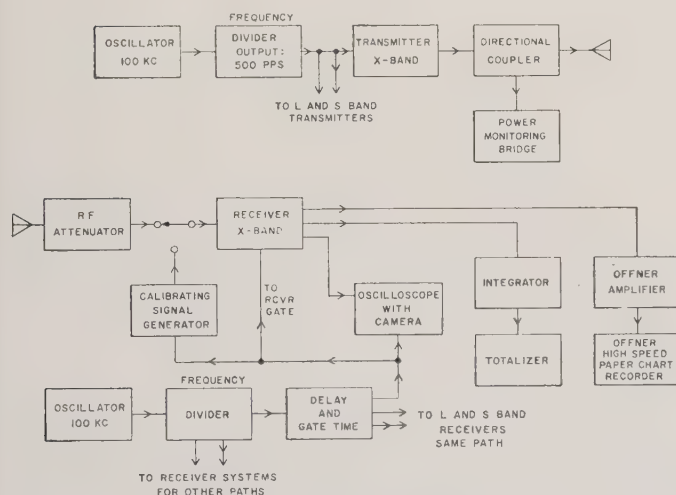 FREQUENCY
OSCILLATOR
100 KC
DIVIDER
OUTPUT:
500 PPS
TRANSMITTER
X-BAND
DIRECTIONAL
COUPLER
TO L AND S BAND
TRANSMITTERS
POWER
MONITORING
BRIDGE
RF
ATTENUATOR
RECEIVER
X-BAND
CALIBRATING
SIGNAL
GENERATOR
TO
RCVR
GATE
OSCILLOSCOPE
WITH
CAMERA
INTEGRATOR
OFFNER
AMPLIFIER
TOTALIZER
OFFNER
HIGH SPEED
PAPER CHART
RECORDER
FREQUENCY
OSCILLATOR
100 KC
DIVIDER
DELAY
AND
GATE TIME
TO L AND S BAND
RECEIVERS
SAME PATH
TO RECEIVER SYSTEMS
FOR OTHER PATHS